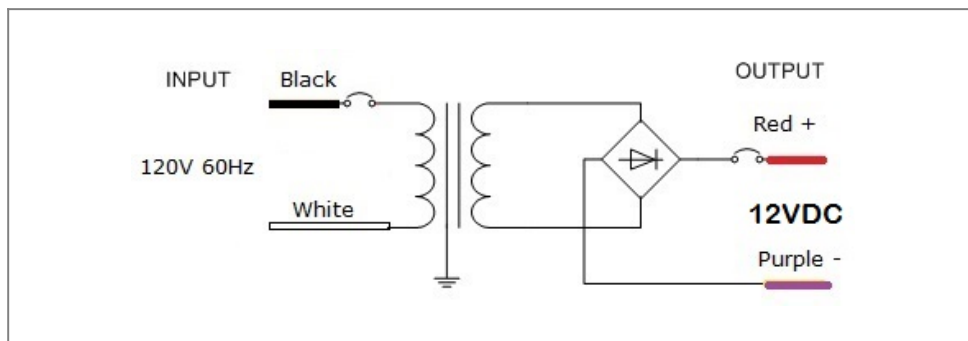 INPUT
Black
OUTPUT
Red +
120V 60Hz
White
12VDC
Purple -